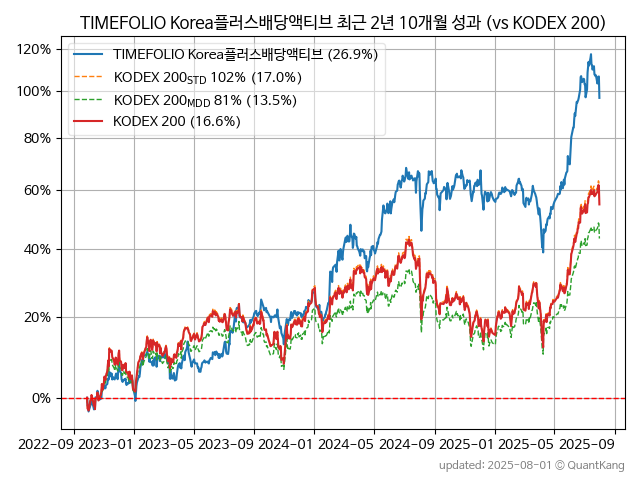 TIMEFOLIO Korea플러스배당액티브 최근 2년 10개월 성과 (vs KODEX 200)
TIMEFOLIO Korea플러스배당액티브 (26.9%)
KODEX 200STD 102% (17.0%)
KODEX 200MDD 81% (13.5%)
KODEX 200 (16.6%)
120%
100%
80%
60%
40%
20%
0%
2022-09 2023-01 2023-05 2023-09 2024-01 2024-05 2024-09 2025-01 2025-05 2025-09
updated: 2025-08-01 © QuantKang